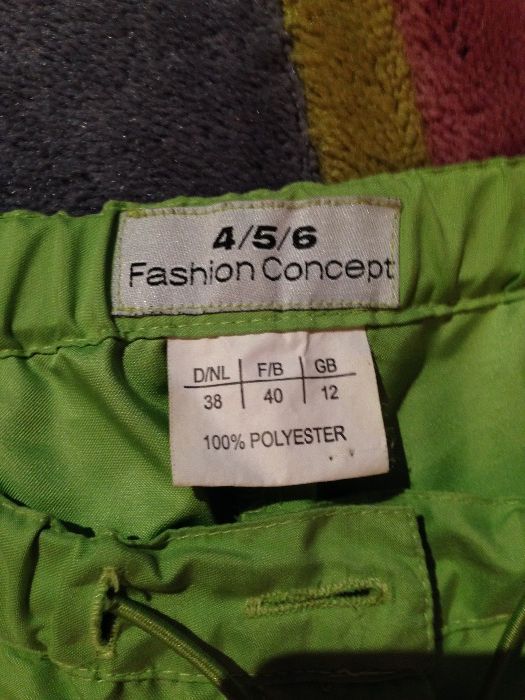 4/5/6
Fashion Concept
D/NL F/B GB
38 40 12
100% POLYESTER